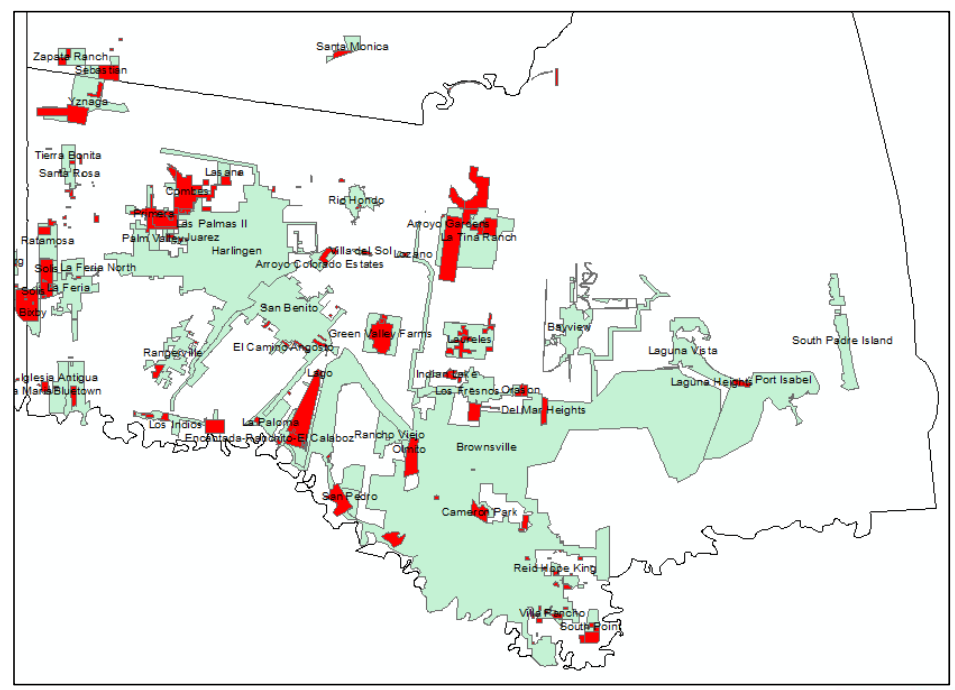 Santa Monica
Zapata Ranch
Sebastian
Yznaga
Tierra Bonita
Santa Rosa
Lasana
Combes
Rio Hondo
Primera
Las Palmas II
Arroyo Gardens
Palm Valley
Juarez
La Tina Ranch
Ratamosa
Harlingen
Villa del Sol
Lozano
Arroyo Colorado Estates
Solis
La Feria North
Solis
La Feria
San Benito
Bixby
Green Valley Farms
Bayview
Laureles
South Padre Island
El Camino Angosto
Laguna Vista
Rangerville
Iglesia Antigua
Lago
Indian Lake
Laguna Heights
Port Isabel
a Maria
Bluetown
Los Fresnos
Orason
Del Mar Heights
Los Indios
La Paloma
Encantada-Ranchito-El Calaboz
Rancho Viejo
Olmito
Brownsville
San Pedro
Cameron Park
Reid Hope King
Villa Pancho
South Point